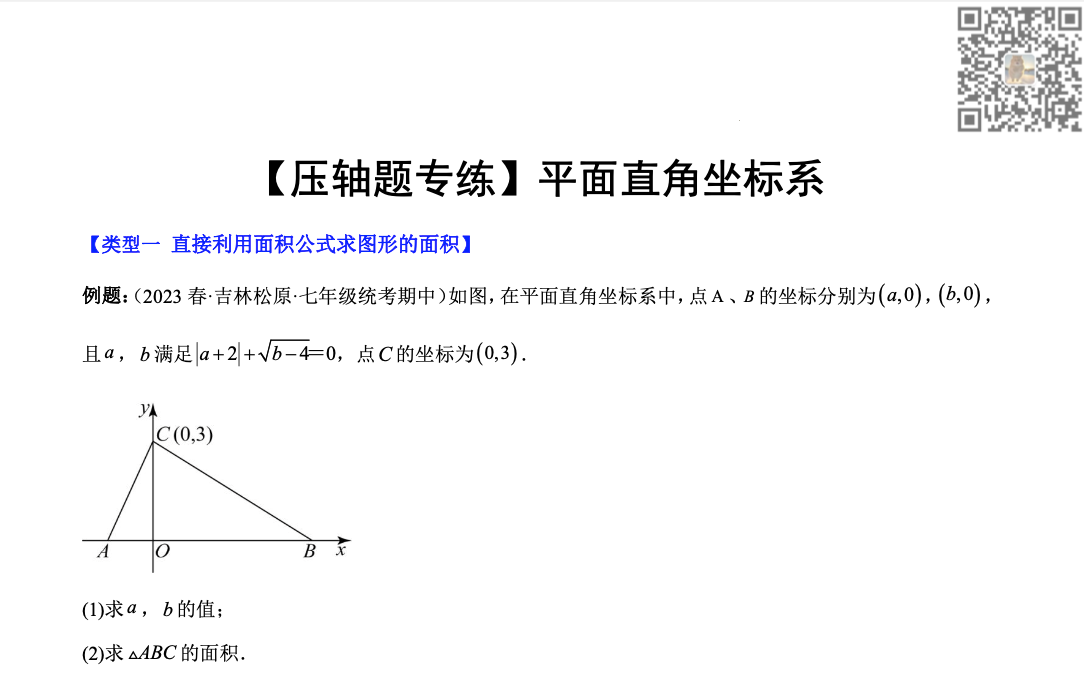 【压轴题专练】平面直角坐标系
【类型一 直接利用面积公式求图形的面积】
例题:（2023 春·吉林松原·七年级统考期中）如图，在平面直角坐标系中，点 A 、B 的坐标分别为(a,0)，(b,0)，
且 a ， b 满足|a+2|+√b−4=0，点 C 的坐标为(0,3)．
y
C (0,3)
A O B x
(1)求 a ， b 的值；
(2)求 △ABC 的面积．